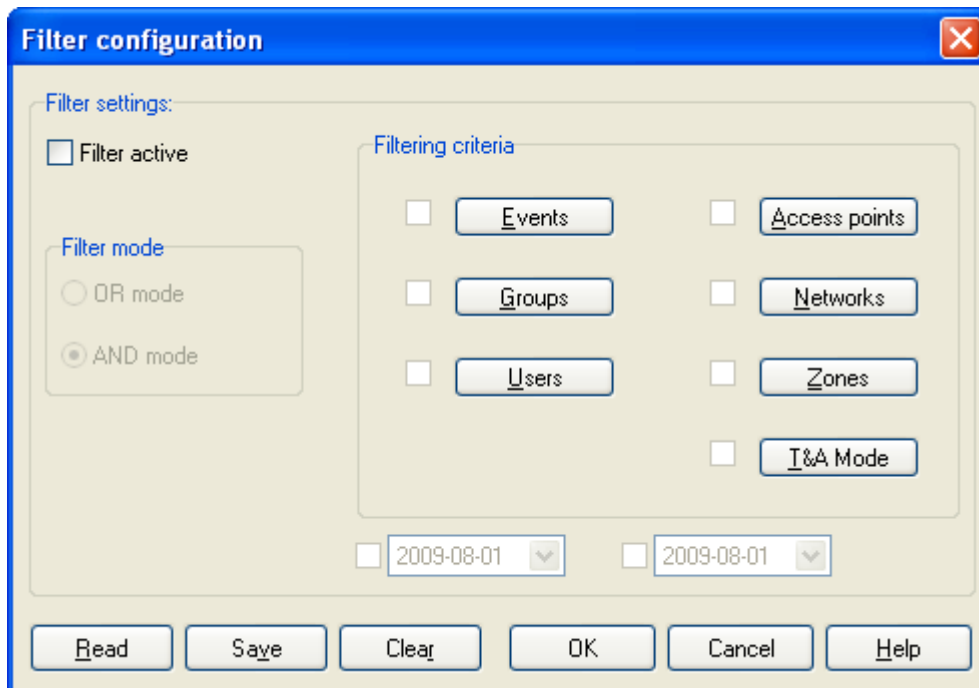 Filter configuration
Filter settings:
Filter active
Filtering criteria
Events
Access points
Filter mode
OR mode
Groups
Networks
AND mode
Users
Zones
T&A Mode
2009-08-01
2009-08-01
Read
Save
Clear
OK
Cancel
Help